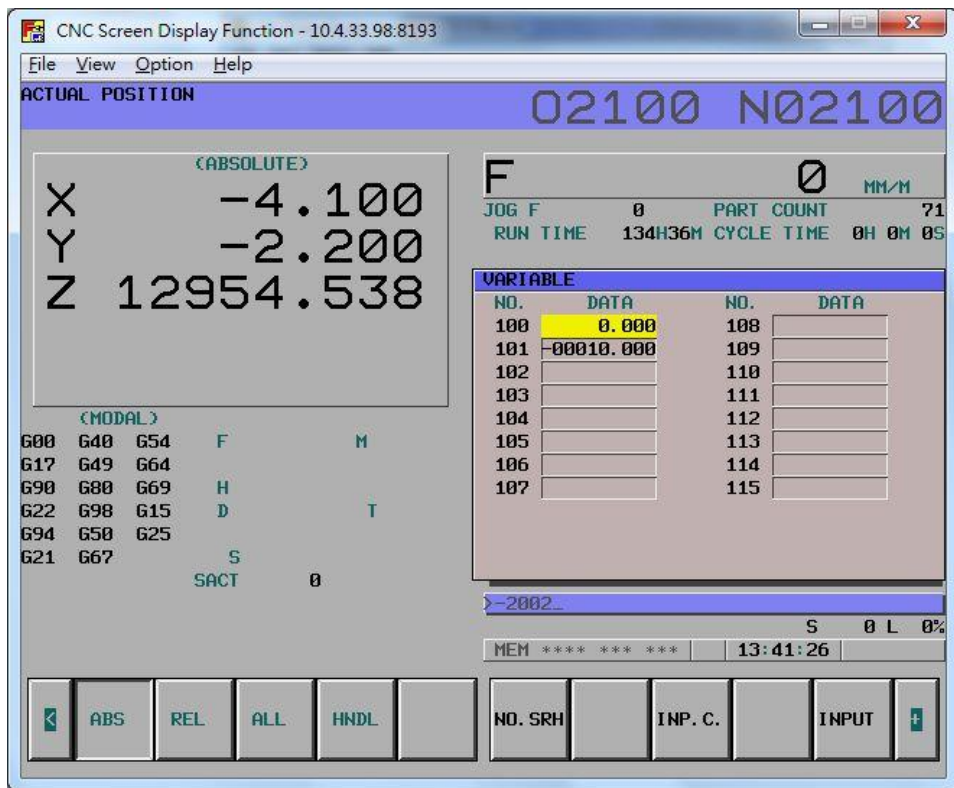 CNC Screen Display Function - 10.4.33.98:8193
File View Option Help
ACTUAL POSITION O2100 N02100
(ABSOLUTE)
X -4.100
Y -2.200
Z 12954.538
F 0 MM/M
JOG F 0 PART COUNT 71
RUN TIME 134H36M CYCLE TIME 0H 0M 0S
VARIABLE
NO. DATA NO. DATA
100 0.000 108
101 -00010.000 109
102 110
103 111
104 112
105 113
106 114
107 115
(MODAL)
G00 G40 G54 F M
G17 G49 G64
G90 G80 G69 H
G22 G98 G15 D T
G94 G50 G25
G21 G67 S
SACT 0
>-2002_
S 0 L 0%
MEM **** *** *** 13:41:26
< ABS REL ALL HNDL NO.SRH INP.C. INPUT +